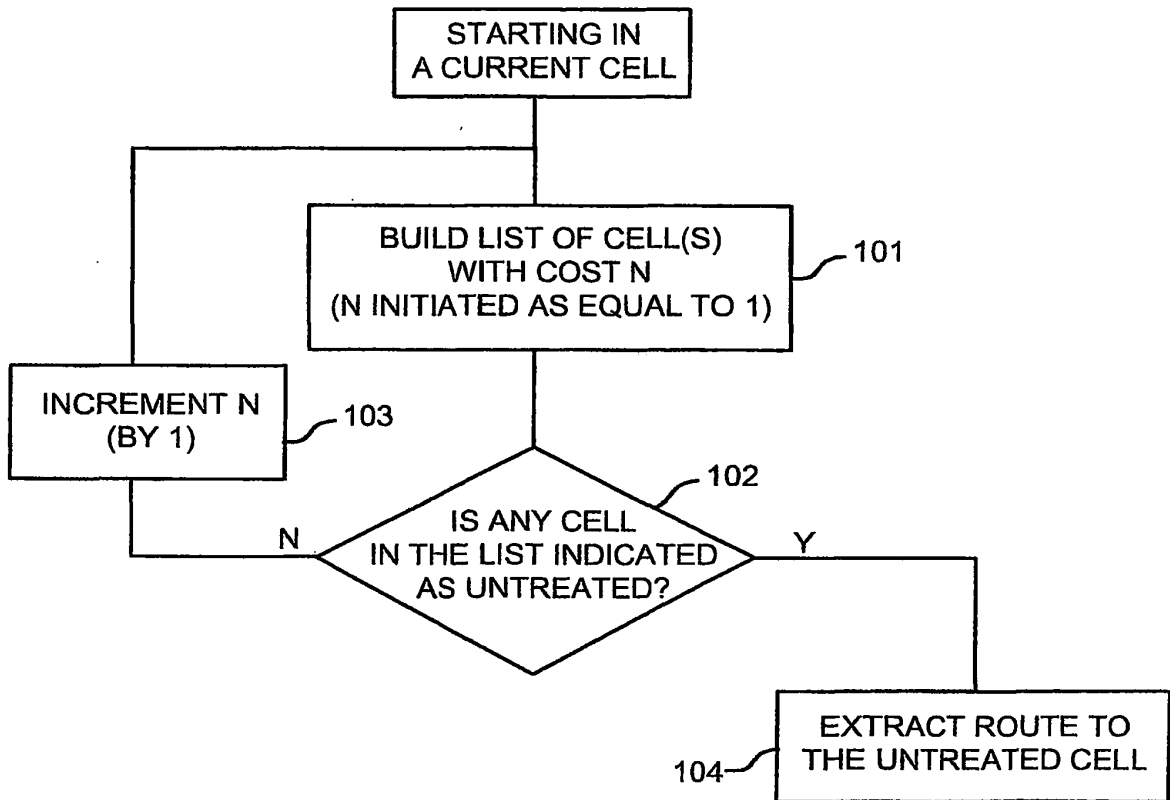 STARTING IN
A CURRENT CELL
BUILD LIST OF CELL(S)
WITH COST N
(N INITIATED AS EQUAL TO 1)
101
INCREMENT N
(BY 1)
103
102
IS ANY CELL
IN THE LIST INDICATED
AS UNTREATED?
N
Y
EXTRACT ROUTE TO
THE UNTREATED CELL
104